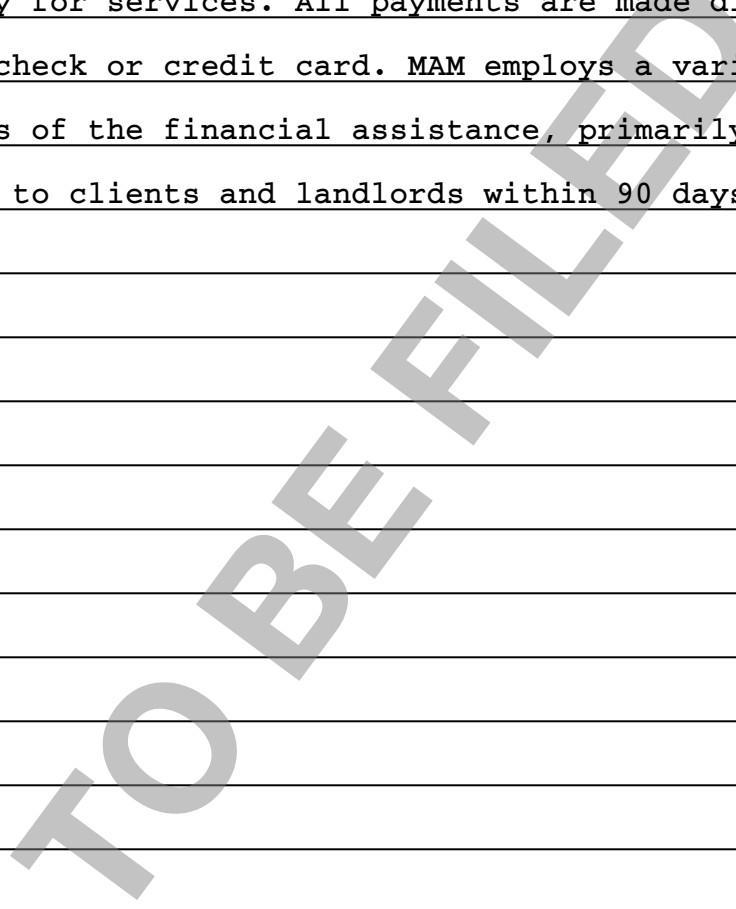 for services. All payments are made
check or credit card. MAM employs a
of the financial assistance, primarily
to clients and landlords within 90 days
TO BE FILED